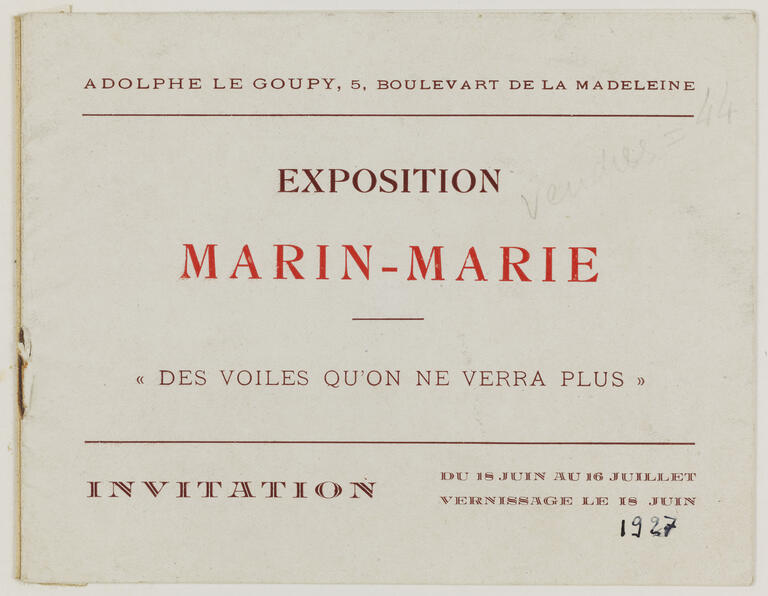 ADOLPHE LE GOUPY, 5, BOULEVART DE LA MADELEINE
Vendus = 44
EXPOSITION
MARIN-MARIE
« DES VOILES QU'ON NE VERRA PLUS »
INVITATION
DU 18 JUIN AU 16 JUILLET
VERNISSAGE LE 18 JUIN
1927